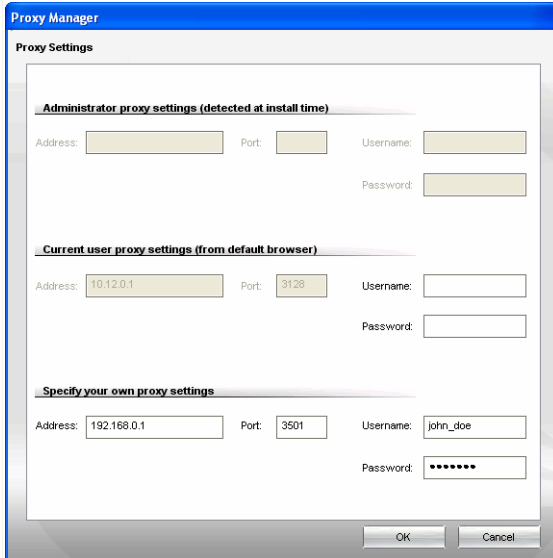 Proxy Manager
Proxy Settings
Administrator proxy settings (detected at install time)
Address: Port: Username:
Password:
Current user proxy settings (from default browser)
Address: 10.12.0.1 Port: 3128 Username:
Password:
Specify your own proxy settings
Address: 192.168.0.1 Port: 3501 Username: john_doe
Password: •••••••
OK Cancel